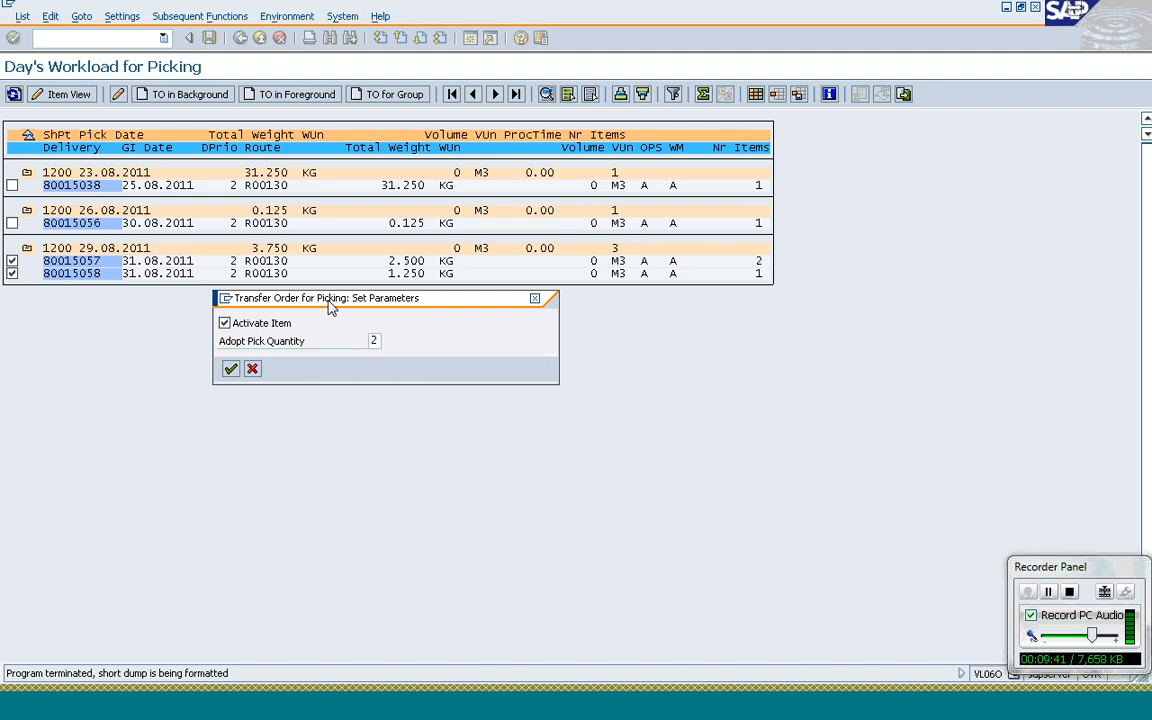 List Edit Goto Settings Subsequent Functions Environment System Help
SAP
Day's Workload for Picking
Item View TO in Background TO in Foreground TO for Group
ShPt Pick Date Total Weight WUn Volume VUn ProcTime Nr Items
Delivery GI Date DPrio Route Total Weight WUn Volume VUn OPS WM Nr Items
1200 23.08.2011 31.250 KG 0 M3 0.00 1
80015038 25.08.2011 2 R00130 31.250 KG 0 M3 A A 1
1200 26.08.2011 0.125 KG 0 M3 0.00 1
80015056 30.08.2011 2 R00130 0.125 KG 0 M3 A A 1
1200 29.08.2011 3.750 KG 0 M3 0.00 3
80015057 31.08.2011 2 R00130 2.500 KG 0 M3 A A 2
80015058 31.08.2011 2 R00130 1.250 KG 0 M3 A A 1
Transfer Order for Picking: Set Parameters
Activate Item
Adopt Pick Quantity 2
Recorder Panel
Record PC Audio
00:09:41 / 7,658 KB
Program terminated, short dump is being formatted VL06O